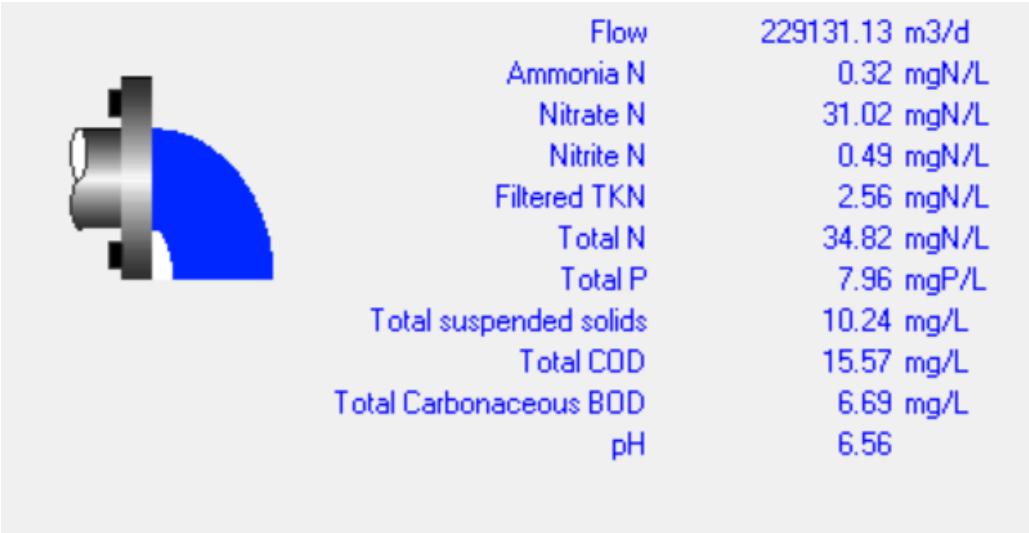 Flow 229131.13 m3/d
Ammonia N 0.32 mgN/L
Nitrate N 31.02 mgN/L
Nitrite N 0.49 mgN/L
Filtered TKN 2.56 mgN/L
Total N 34.82 mgN/L
Total P 7.96 mgP/L
Total suspended solids 10.24 mg/L
Total COD 15.57 mg/L
Total Carbonaceous BOD 6.69 mg/L
pH 6.56